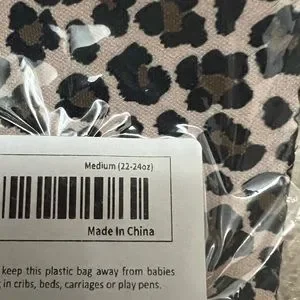 Medium (22-24oz)
Made In China
keep this plastic bag away from babies
in cribs, beds, carriages or play pens.